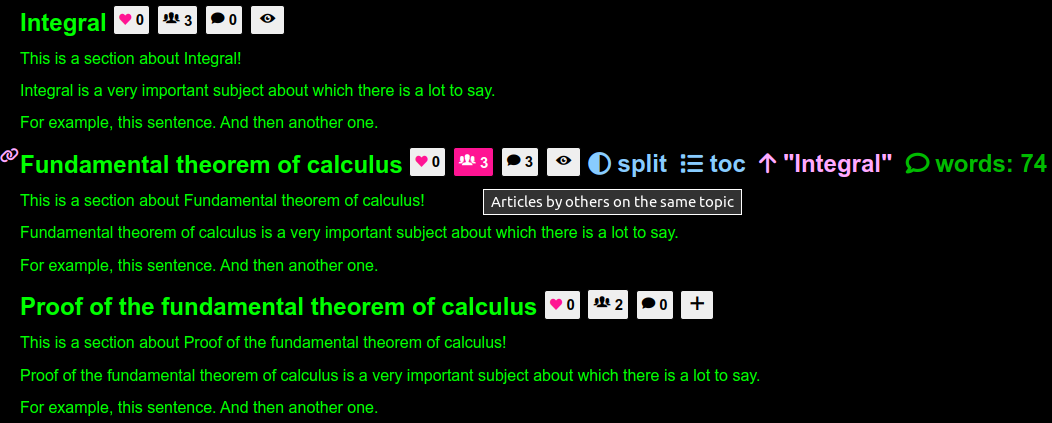 Integral 0 3 0
This is a section about Integral!
Integral is a very important subject about which there is a lot to say.
For example, this sentence. And then another one.
Fundamental theorem of calculus 0 3 3 split toc "Integral" words: 74
Articles by others on the same topic
This is a section about Fundamental theorem of calculus!
Fundamental theorem of calculus is a very important subject about which there is a lot to say.
For example, this sentence. And then another one.
Proof of the fundamental theorem of calculus 0 2 0 +
This is a section about Proof of the fundamental theorem of calculus!
Proof of the fundamental theorem of calculus is a very important subject about which there is a lot to say.
For example, this sentence. And then another one.